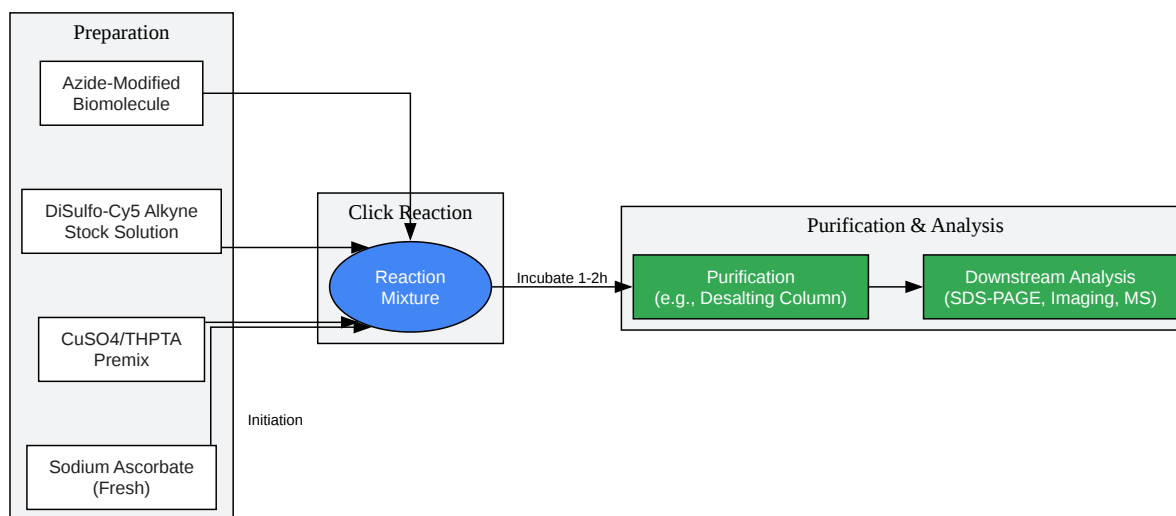 Preparation
Azide-Modified
Biomolecule
DiSulfo-Cy5 Alkyne
Stock Solution
CuSO4/THPTA
Premix
Sodium Ascorbate
(Fresh)
Initiation
Click Reaction
Reaction
Mixture
Incubate 1-2h
Purification & Analysis
Purification
(e.g., Desalting Column)
Downstream Analysis
(SDS-PAGE, Imaging, MS)